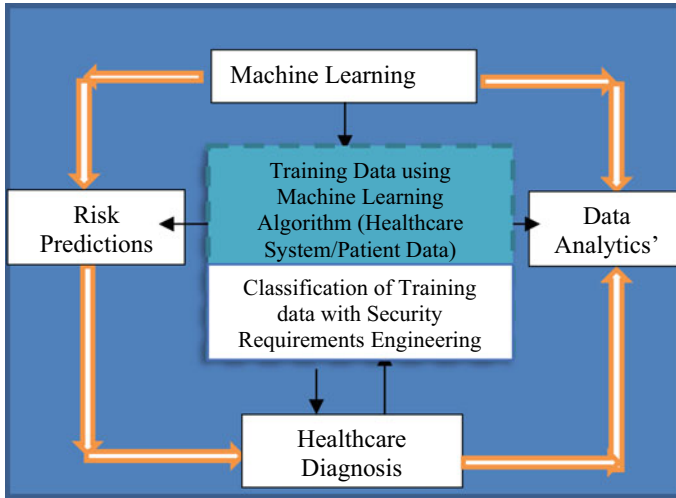 Machine Learning
Training Data using
Machine Learning
Algorithm (Healthcare
System/Patient Data)
Risk
Predictions
Data
Analytics’
Classification of Training
data with Security
Requirements Engineering
Healthcare
Diagnosis